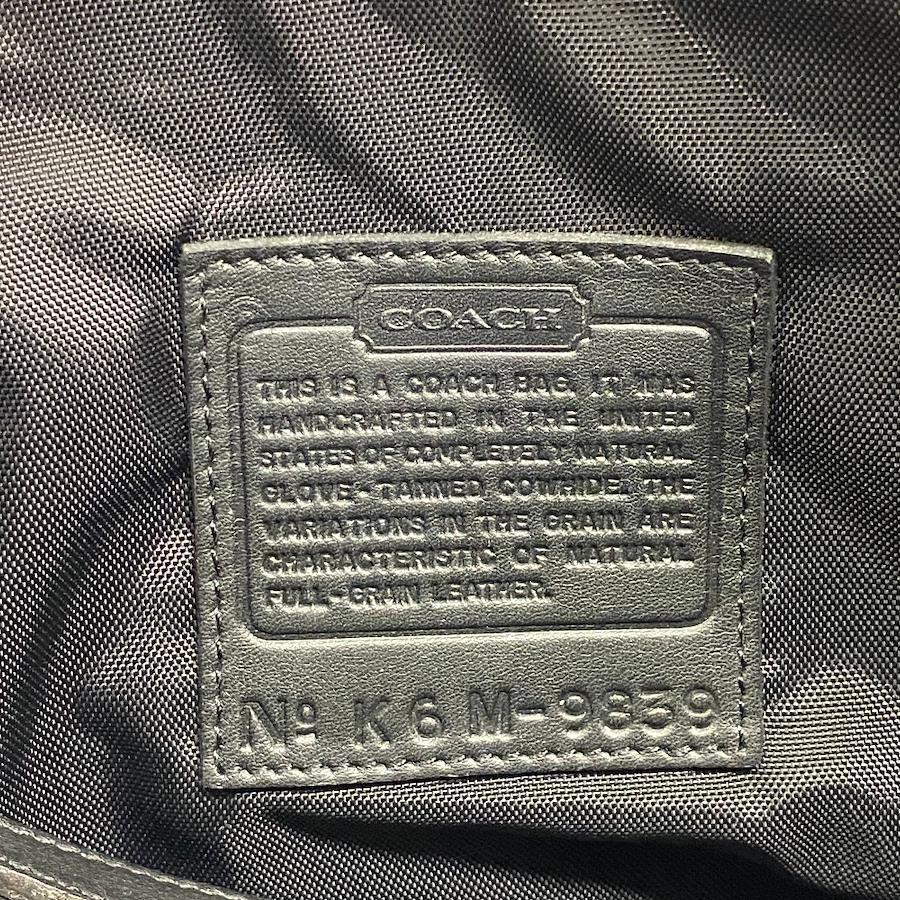 COACH
THIS IS A COACH BAG. IT WAS
HANDCRAFTED IN THE UNITED
STATES OF COMPLETELY NATURAL
GLOVE-TANNED COWHIDE. THE
VARIATIONS IN THE GRAIN ARE
CHARACTERISTIC OF NATURAL
FULL-GRAIN LEATHER.
Nº K6M-9839